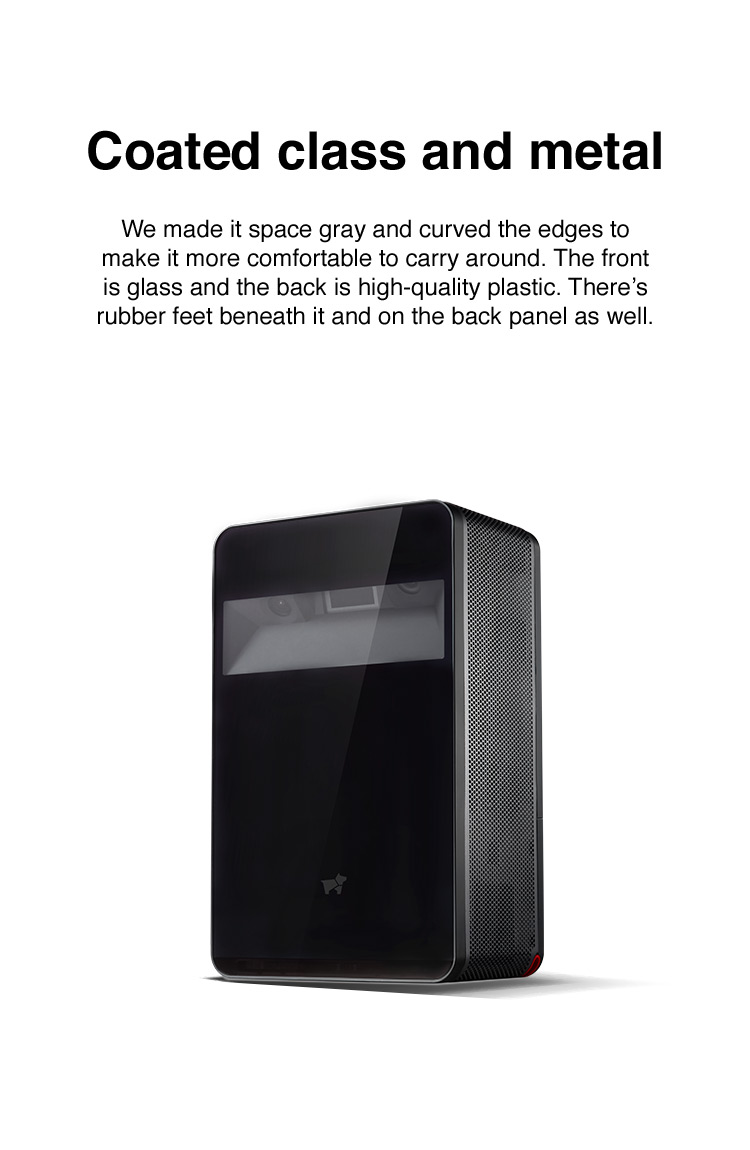 Coated class and metal
We made it space gray and curved the edges to
make it more comfortable to carry around. The front
is glass and the back is high-quality plastic. There’s
rubber feet beneath it and on the back panel as well.